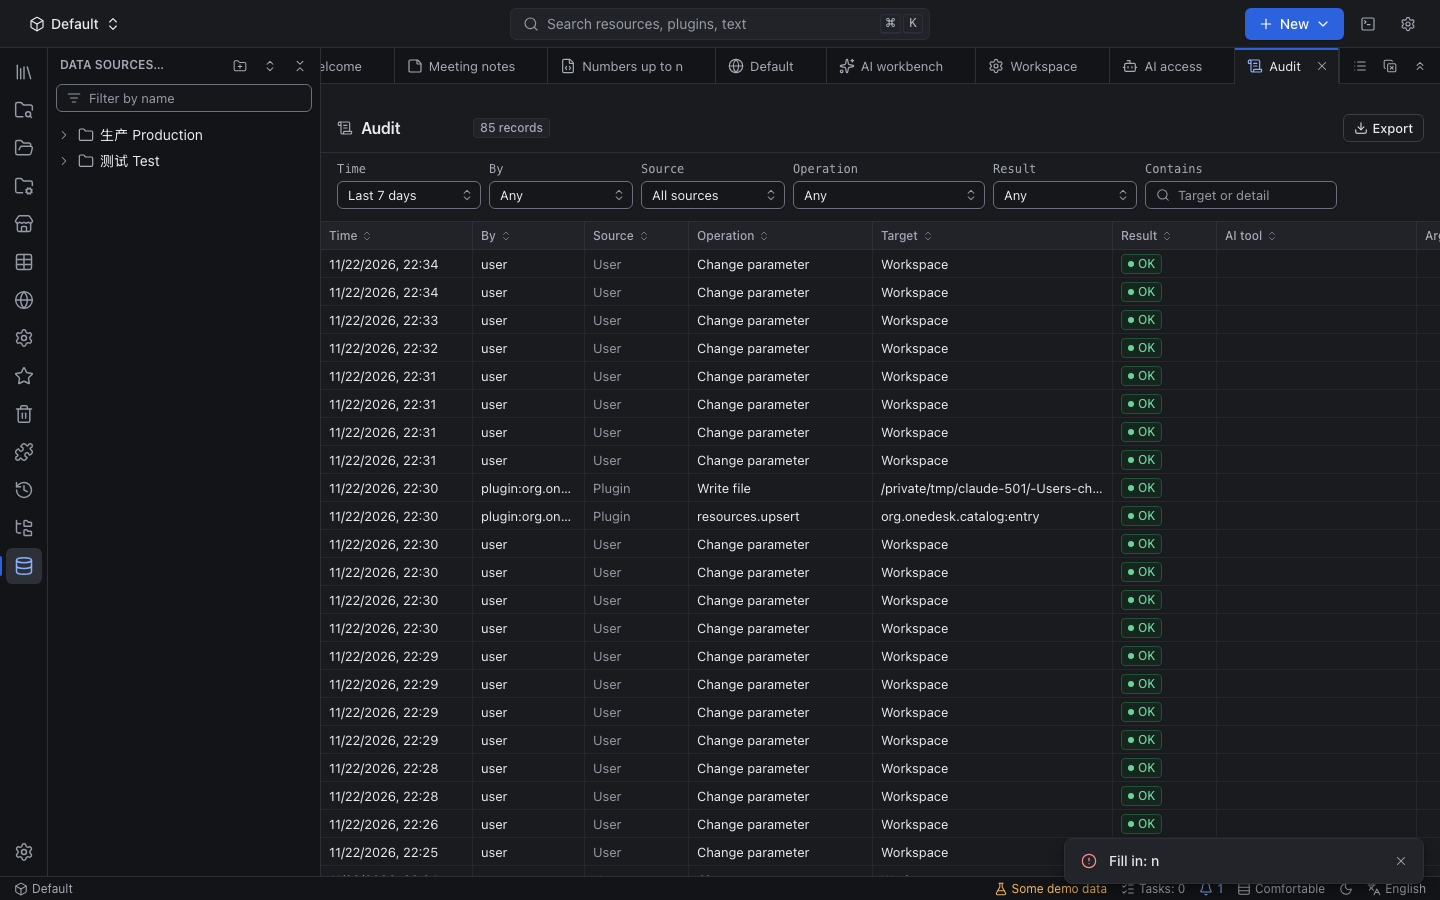 Default
Search resources, plugins, text
⌘ K
New
DATA SOURCES...
Filter by name
生产 Production
测试 Test
elcome
Meeting notes
Numbers up to n
Default
AI workbench
Workspace
AI access
Audit
Audit
85 records
Export
Time By Source Operation Result Contains
Last 7 days Any All sources Any Any Target or detail
Time By Source Operation Target Result AI tool Arg
11/22/2026, 22:34 user User Change parameter Workspace OK
11/22/2026, 22:34 user User Change parameter Workspace OK
11/22/2026, 22:33 user User Change parameter Workspace OK
11/22/2026, 22:32 user User Change parameter Workspace OK
11/22/2026, 22:31 user User Change parameter Workspace OK
11/22/2026, 22:31 user User Change parameter Workspace OK
11/22/2026, 22:31 user User Change parameter Workspace OK
11/22/2026, 22:31 user User Change parameter Workspace OK
11/22/2026, 22:30 plugin:org.on... Plugin Write file /private/tmp/claude-501/-Users-ch... OK
11/22/2026, 22:30 plugin:org.on... Plugin resources.upsert org.onedesk.catalog:entry OK
11/22/2026, 22:30 user User Change parameter Workspace OK
11/22/2026, 22:30 user User Change parameter Workspace OK
11/22/2026, 22:30 user User Change parameter Workspace OK
11/22/2026, 22:30 user User Change parameter Workspace OK
11/22/2026, 22:29 user User Change parameter Workspace OK
11/22/2026, 22:29 user User Change parameter Workspace OK
11/22/2026, 22:29 user User Change parameter Workspace OK
11/22/2026, 22:29 user User Change parameter Workspace OK
11/22/2026, 22:28 user User Change parameter Workspace OK
11/22/2026, 22:28 user User Change parameter Workspace OK
11/22/2026, 22:26 user User Change parameter Workspace OK
11/22/2026, 22:25 user User Change parameter Workspace
Fill in: n
Default
Some demo data
Tasks: 0
1
Comfortable
English